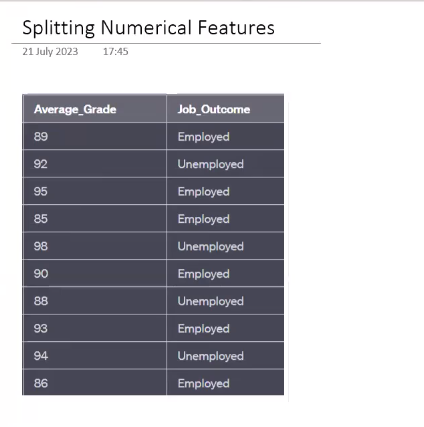 Splitting Numerical Features
21 July 2023 17:45
Average_Grade Job_Outcome
89 Employed
92 Unemployed
95 Employed
85 Employed
98 Unemployed
90 Employed
88 Unemployed
93 Employed
94 Unemployed
86 Employed